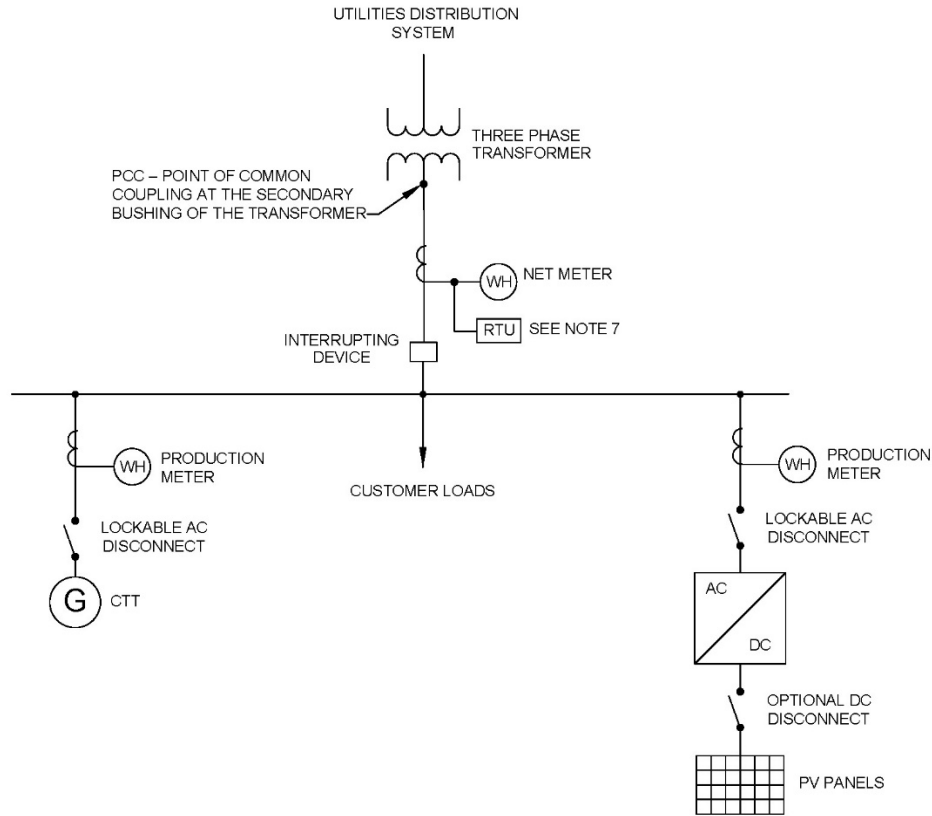 UTILITIES DISTRIBUTION
SYSTEM
THREE PHASE
TRANSFORMER
PCC – POINT OF COMMON
COUPLING AT THE SECONDARY
BUSHING OF THE TRANSFORMER
WH
NET METER
RTU
SEE NOTE 7
INTERRUPTING
DEVICE
WH
PRODUCTION
METER
CUSTOMER LOADS
WH
PRODUCTION
METER
LOCKABLE AC
DISCONNECT
LOCKABLE AC
DISCONNECT
G
CTT
AC
DC
OPTIONAL DC
DISCONNECT
PV PANELS